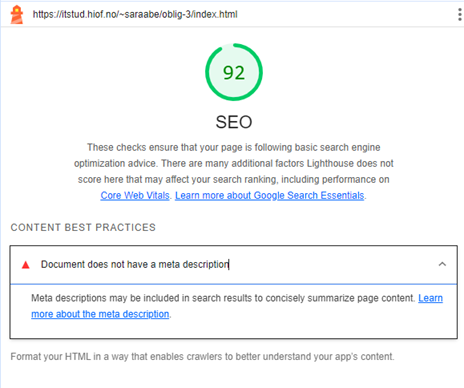 https://itstud.hiof.no/~saraabe/oblig-3/index.html
92
SEO
These checks ensure that your page is following basic search engine
optimization advice. There are many additional factors Lighthouse does not
score here that may affect your search ranking, including performance on
Core Web Vitals. Learn more about Google Search Essentials.
CONTENT BEST PRACTICES
Document does not have a meta description
Meta descriptions may be included in search results to concisely summarize page content. Learn
more about the meta description.
Format your HTML in a way that enables crawlers to better understand your app's content.